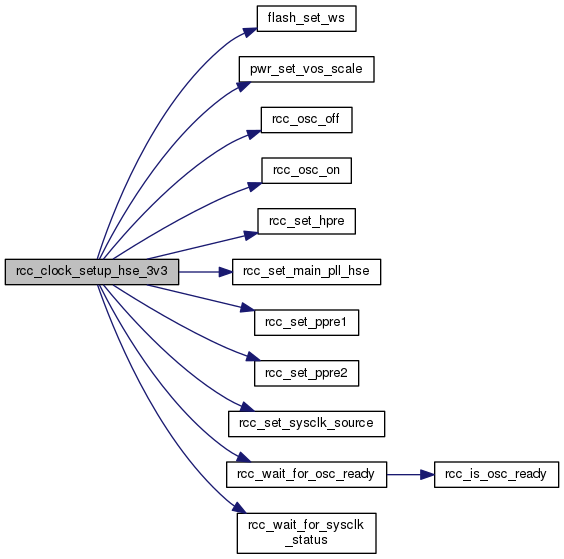 flash_set_ws
pwr_set_vos_scale
rcc_osc_off
rcc_osc_on
rcc_set_hpre
rcc_clock_setup_hse_3v3
rcc_set_main_pll_hse
rcc_set_ppre1
rcc_set_ppre2
rcc_set_sysclk_source
rcc_wait_for_osc_ready
rcc_is_osc_ready
rcc_wait_for_sysclk
_status